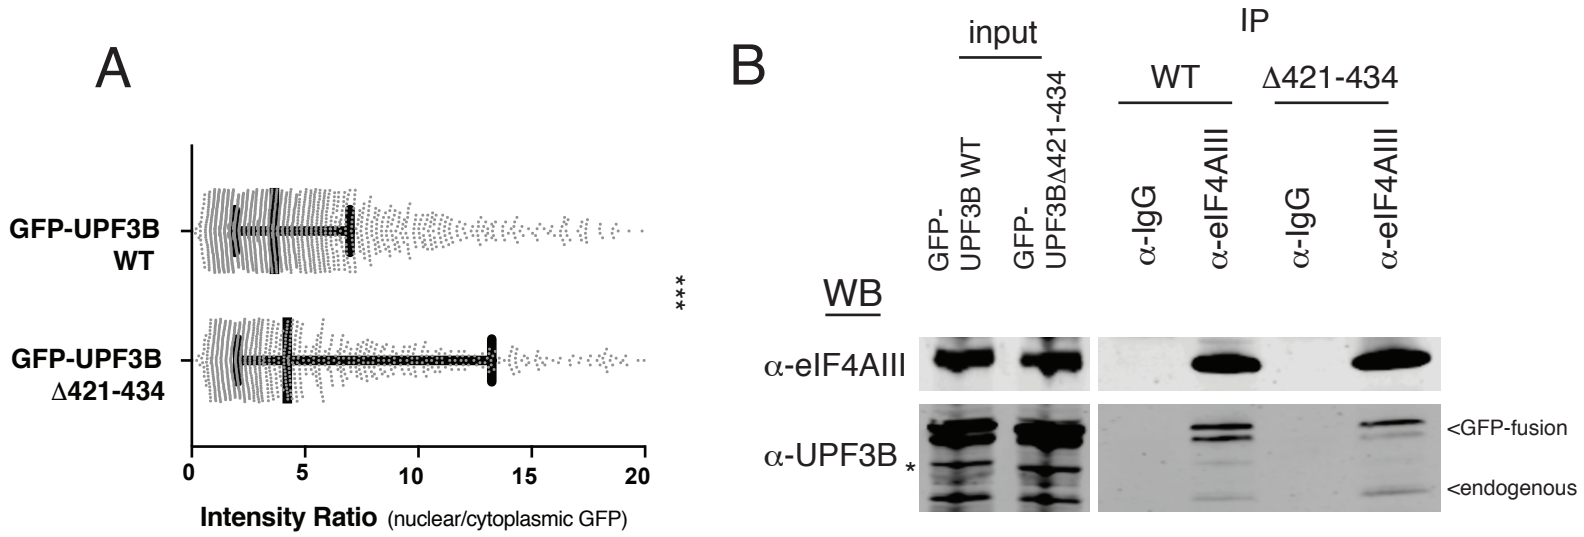 A
GFP-UPF3B
WT
GFP-UPF3B
Δ421-434
***
0 5 10 15 20
Intensity Ratio (nuclear/cytoplasmic GFP)
B
input
IP
WT
Δ421-434
GFP-
UPF3B WT
GFP-
UPF3BΔ421-434
α-IgG
α-eIF4AIII
α-IgG
α-eIF4AIII
WB
α-eIF4AIII
α-UPF3B *
<GFP-fusion
<endogenous